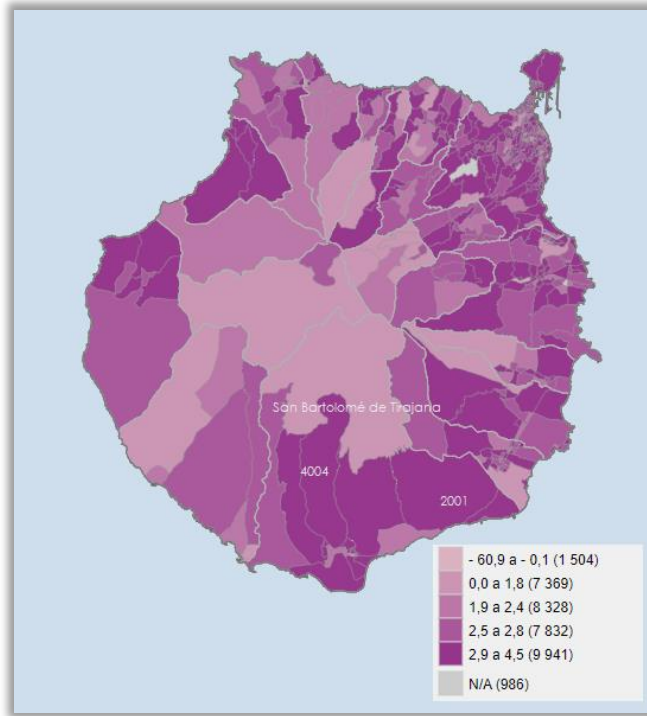 San Bartolomé de Tirajana
4004
2001
- 60,9 a - 0,1 (1 504)
0,0 a 1,8 (7 369)
1,9 a 2,4 (8 328)
2,5 a 2,8 (7 832)
2,9 a 4,5 (9 941)
N/A (986)